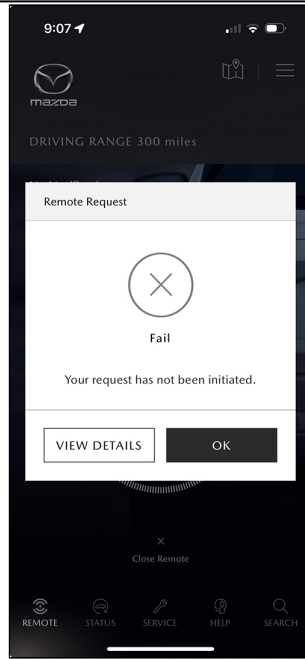 9:07
mazda
DRIVING RANGE 300 miles
Remote Request
Fail
Your request has not been initiated.
VIEW DETAILS
OK
Close Remote
REMOTE
STATUS
SERVICE
HELP
SEARCH